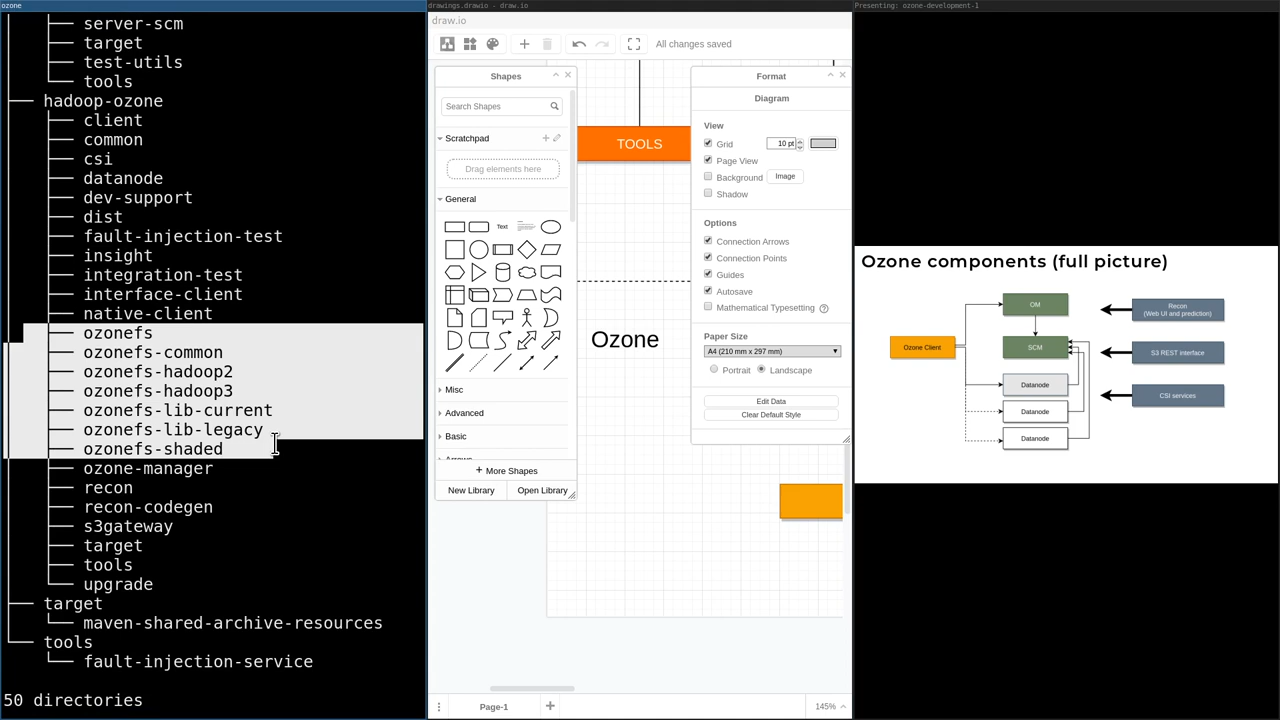 ozone
server-scm
target
test-utils
tools
hadoop-ozone
client
common
csi
datanode
dev-support
dist
fault-injection-test
insight
integration-test
interface-client
native-client
ozonefs
ozonefs-common
ozonefs-hadoop2
ozonefs-hadoop3
ozonefs-lib-current
ozonefs-lib-legacy
ozonefs-shaded
ozone-manager
recon
recon-codegen
s3gateway
target
tools
upgrade
target
maven-shared-archive-resources
tools
fault-injection-service
50 directories
drawings.drawio - draw.io
draw.io
All changes saved
Shapes
Search Shapes
Scratchpad
Drag elements here
General
Text
Misc
Advanced
Basic
Arrows
+ More Shapes
New Library
Open Library
TOOLS
Ozone
Format
Diagram
View
Grid
10 pt
Page View
Background
Image
Shadow
Options
Connection Arrows
Connection Points
Guides
Autosave
Mathematical Typesetting
Paper Size
A4 (210 mm x 297 mm)
Portrait
Landscape
Edit Data
Clear Default Style
Page-1
145%
Presenting: ozone-development-1
Ozone components (full picture)
OM
Recon
(Web UI and prediction)
Ozone Client
SCM
S3 REST interface
Datanode
CSI services
Datanode
Datanode